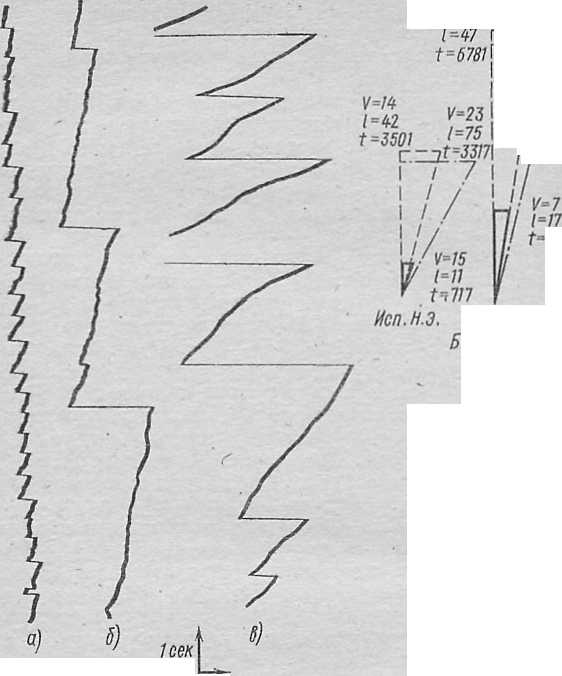 l=47
t=6781
V=14
l=42
t=3501
V=23
l=75
t=3317
V=7
l=17
t=
V=15
l=11
t=717
Исп. Н.Э.
Б
а)
б)
в)
1 сек